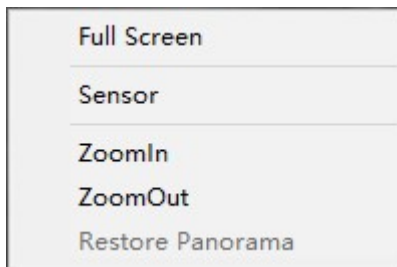 Full Screen
Sensor
ZoomIn
ZoomOut
Restore Panorama